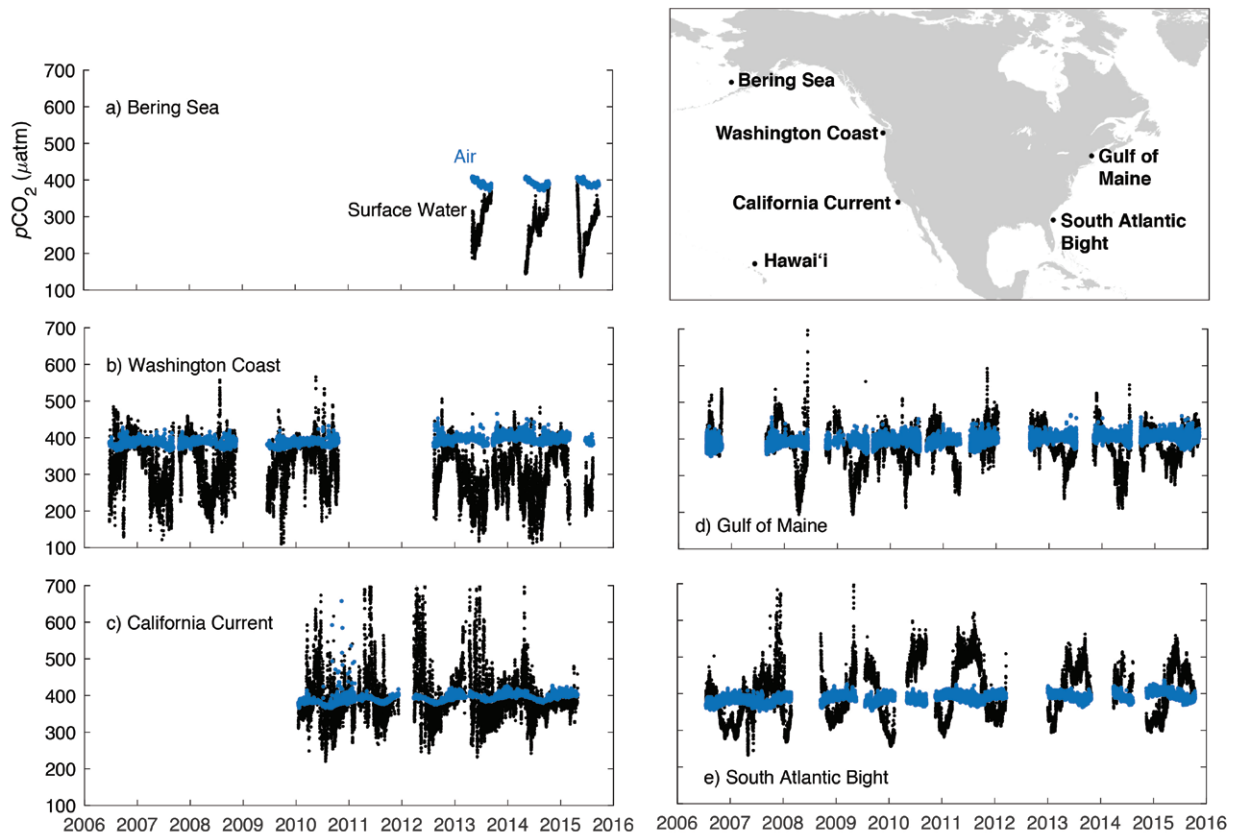 700
600
500
400
300
200
100
pCO2 (µatm)
a) Bering Sea
Air
Surface Water
Bering Sea
Washington Coast
California Current
Hawaiʻi
Gulf of
Maine
South Atlantic
Bight
700
600
500
400
300
200
100
b) Washington Coast
d) Gulf of Maine
700
600
500
400
300
200
100
c) California Current
e) South Atlantic Bight
2006 2007 2008 2009 2010 2011 2012 2013 2014 2015 2016
2006 2007 2008 2009 2010 2011 2012 2013 2014 2015 2016